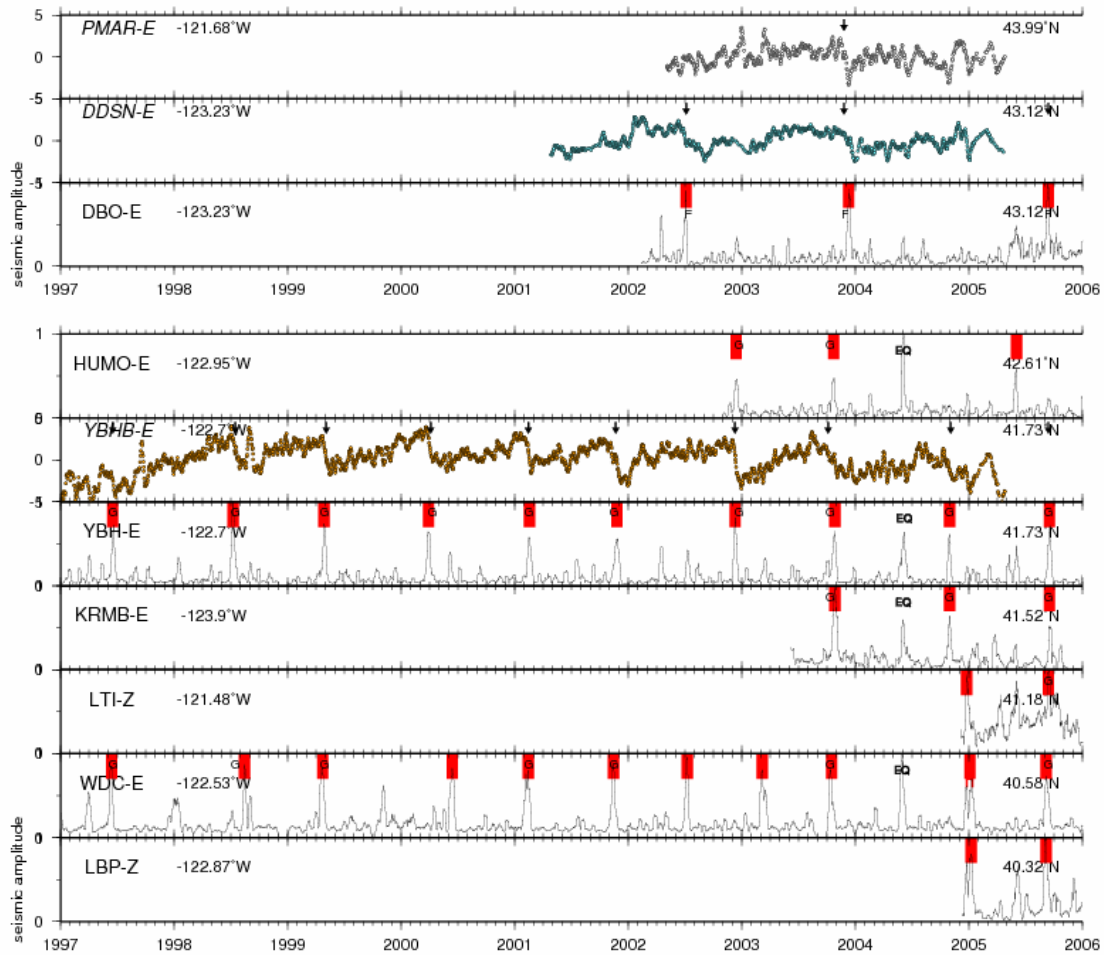 5
PMAR-E -121.68°W 43.99°N
0
-5
DDSN-E -123.23°W 43.12°N
0
-5
DBO-E -123.23°W F F 43.12°N F
0
seismic amplitude
1997 1998 1999 2000 2001 2002 2003 2004 2005 2006
1
HUMO-E -122.95°W G G EQ 42.61°N
YBHB-E -122.7°W 41.73°N
0
-5
YBH-E -122.7°W G G G G G G G G EQ G 41.73°N G
0
KRMB-E -123.9°W G EQ G 41.52°N G
0
LTI-Z -121.48°W 41.18°N G
0
WDC-E -122.53°W G G G G G G EQ 40.58°N G
0
LBP-Z -122.87°W 40.32°N
0
seismic amplitude
1997 1998 1999 2000 2001 2002 2003 2004 2005 2006